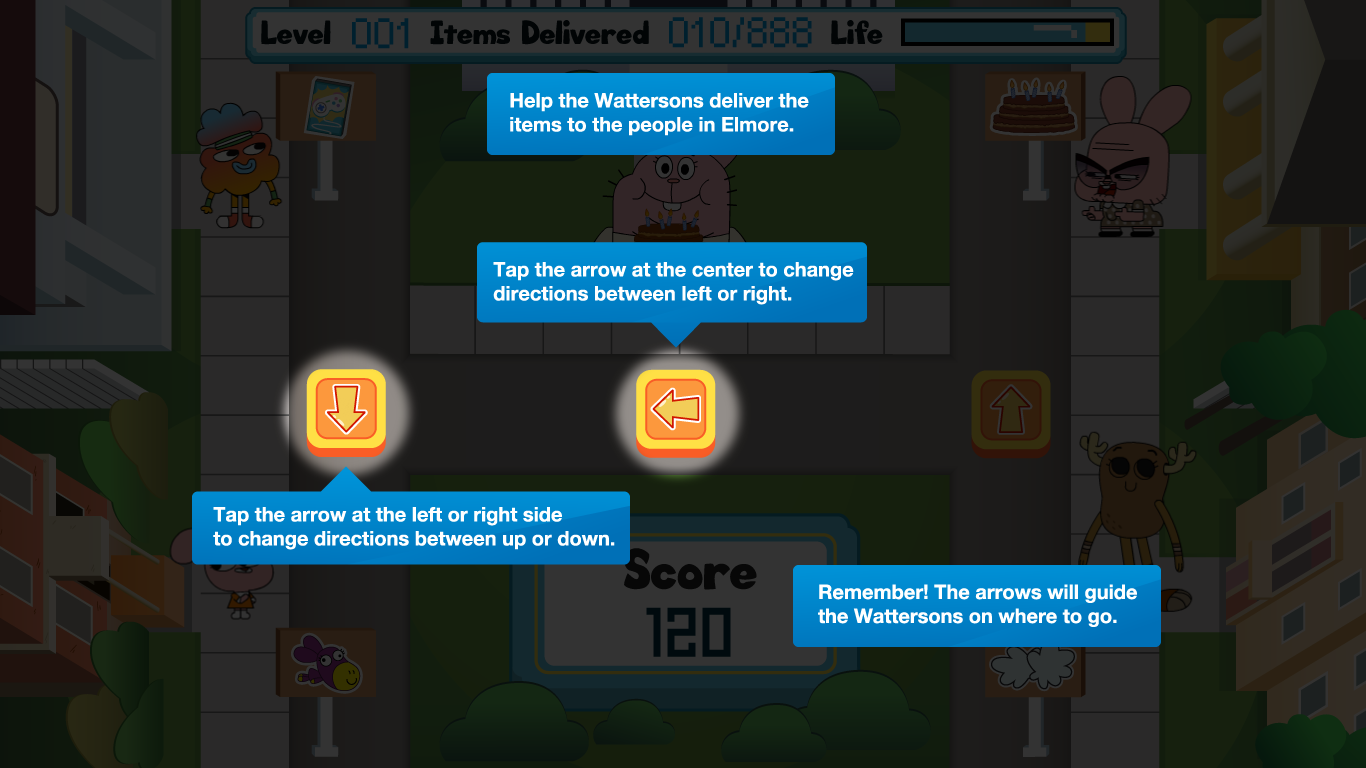 Level 001 Items Delivered 010/888 Life
Help the Wattersons deliver the
items to the people in Elmore.
Tap the arrow at the center to change
directions between left or right.
Tap the arrow at the left or right side
to change directions between up or down.
Score
120
Remember! The arrows will guide
the Wattersons on where to go.